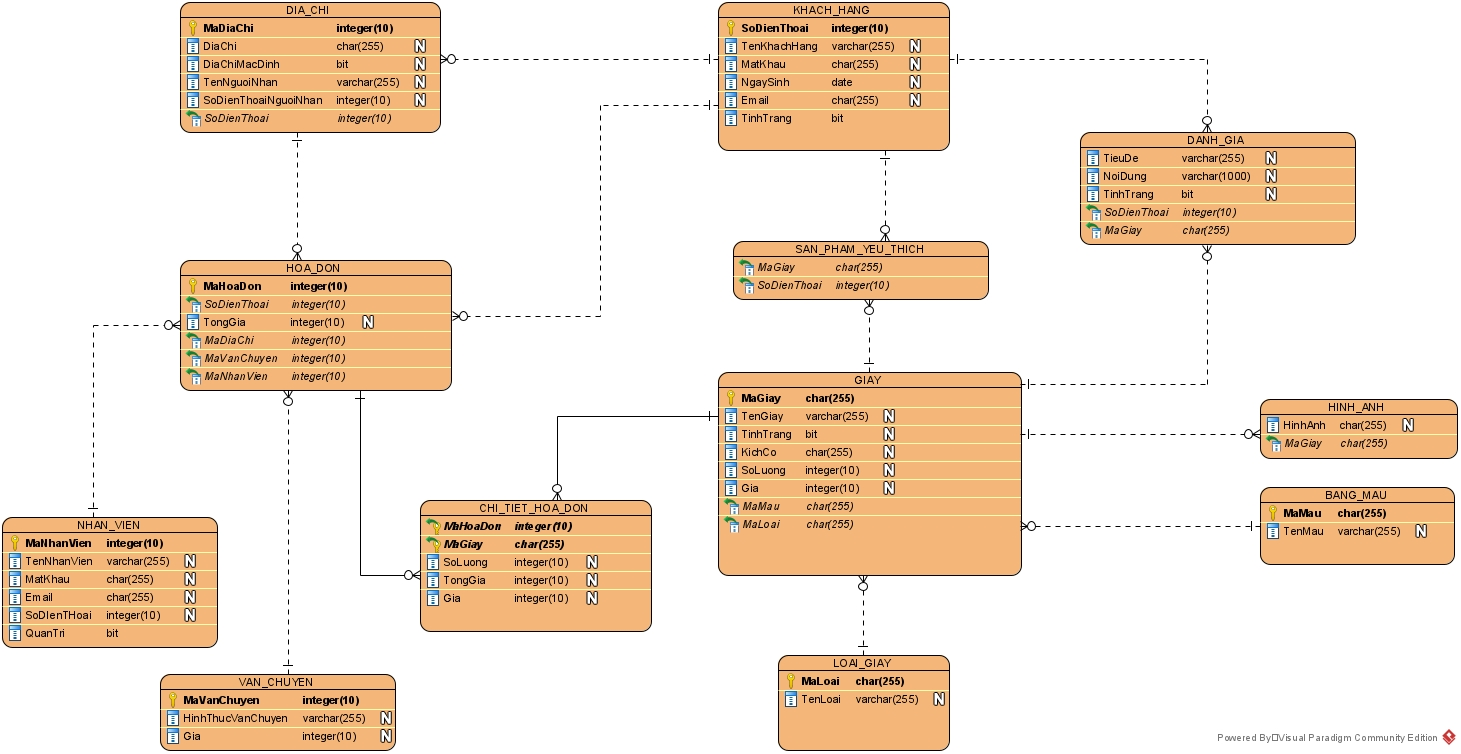 DIA_CHI
MaDiaChi integer(10)
DiaChi char(255) N
DiaChiMacDinh bit N
TenNguoiNhan varchar(255) N
SoDienThoaiNguoiNhan integer(10) N
SoDienThoai integer(10)
KHACH_HANG
SoDienThoai integer(10)
TenKhachHang varchar(255) N
MatKhau char(255) N
NgaySinh date N
Email char(255) N
TinhTrang bit
DANH_GIA
TieuDe varchar(255) N
NoiDung varchar(1000) N
TinhTrang bit N
SoDienThoai integer(10)
MaGiay char(255)
SAN_PHAM_YEU_THICH
MaGiay char(255)
SoDienThoai integer(10)
HOA_DON
MaHoaDon integer(10)
SoDienThoai integer(10)
TongGia integer(10) N
MaDiaChi integer(10)
MaVanChuyen integer(10)
MaNhanVien integer(10)
GIAY
MaGiay char(255)
TenGiay varchar(255) N
TinhTrang bit N
KichCo char(255) N
SoLuong integer(10) N
Gia integer(10) N
MaMau char(255)
MaLoai char(255)
HINH_ANH
HinhAnh char(255) N
MaGiay char(255)
BANG_MAU
MaMau char(255)
TenMau varchar(255) N
CHI_TIET_HOA_DON
MaHoaDon integer(10)
MaGiay char(255)
SoLuong integer(10) N
TongGia integer(10) N
Gia integer(10) N
NHAN_VIEN
MaNhanVien integer(10)
TenNhanVien varchar(255) N
MatKhau char(255) N
Email char(255) N
SoDIenTHoai integer(10) N
QuanTri bit
VAN_CHUYEN
MaVanChuyen integer(10)
HinhThucVanChuyen varchar(255) N
Gia integer(10) N
LOAI_GIAY
MaLoai char(255)
TenLoai varchar(255) N
Powered By Visual Paradigm Community Edition